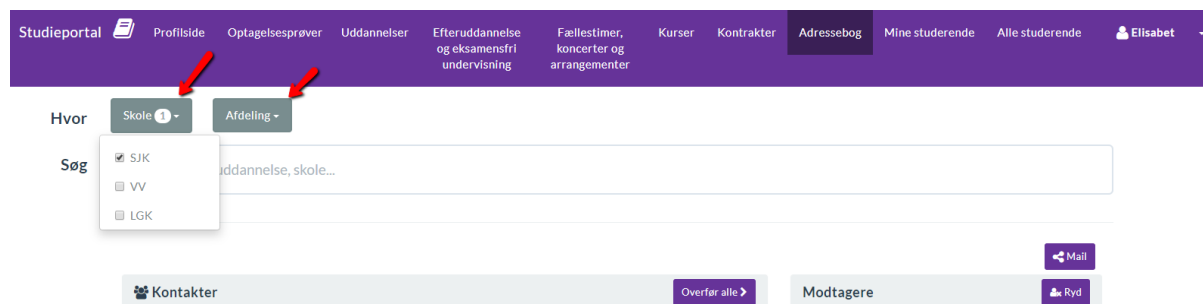 Studieportal Profilside Optagelsesprøver Uddannelser Efteruddannelse og eksamensfri undervisning Fællestimer, koncerter og arrangementer Kurser Kontrakter Adressebog Mine studerende Alle studerende Elisabet
Hvor Skole 1 Afdeling
SJK
Søg uddannelse, skole...
VV
LGK
Mail
Kontakter Overfør alle Modtagere Ryd